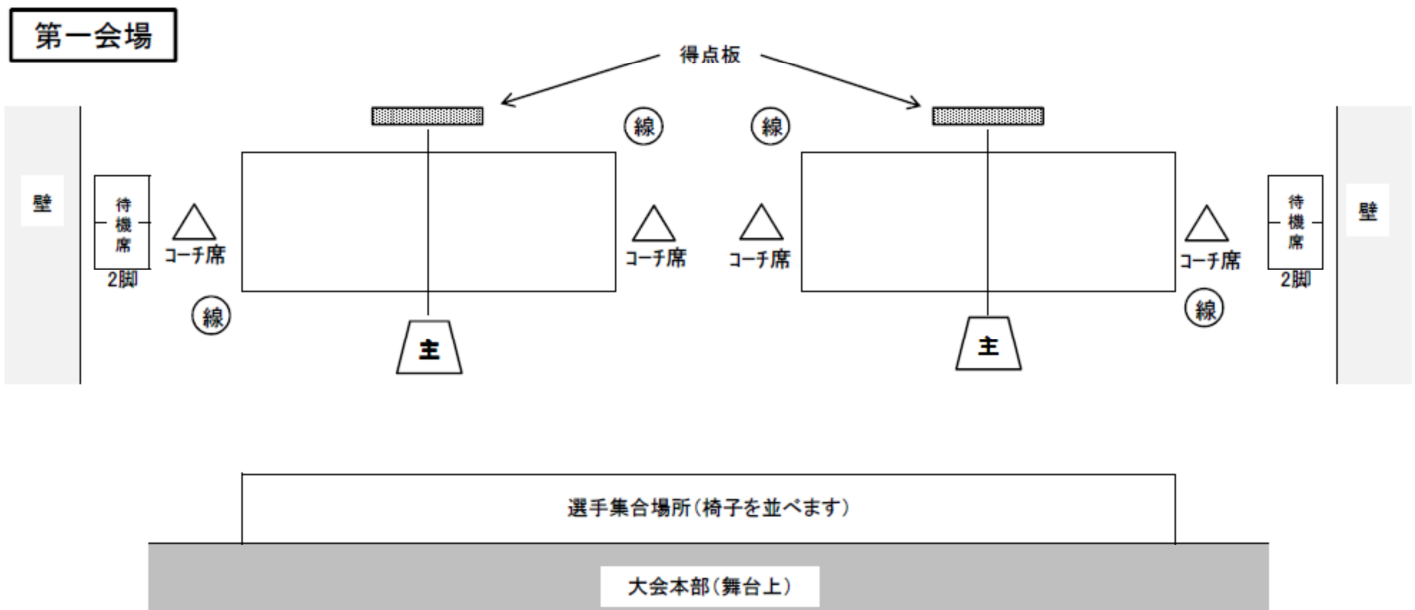 第一会場
得点板
線
線
壁
待機席
2脚
コーチ席
コーチ席
コーチ席
コーチ席
待機席
2脚
壁
線
線
主
主
選手集合場所(椅子を並べます)
大会本部(舞台上)